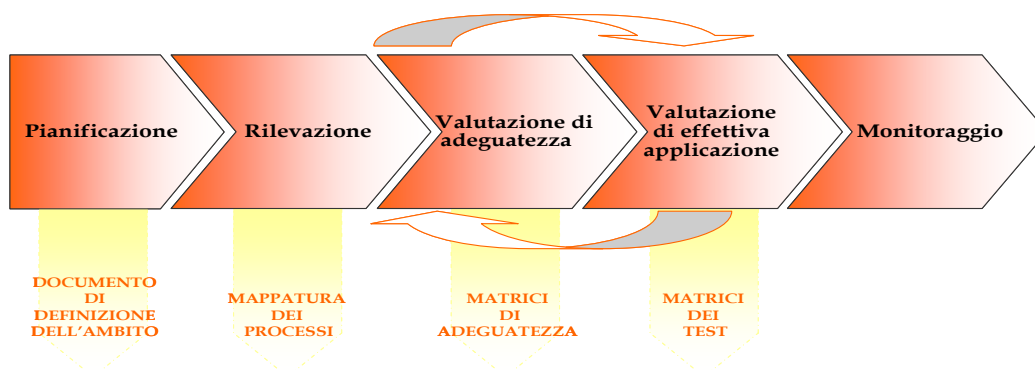 Pianificazione
Rilevazione
Valutazione di
adeguatezza
Valutazione
di effettiva
applicazione
Monitoraggio
DOCUMENTO
DI
DEFINIZIONE
DELL'AMBITO
MAPPATURA
DEI
PROCESSI
MATRICI
DI
ADEGUATEZZA
MATRICI
DEI
TEST